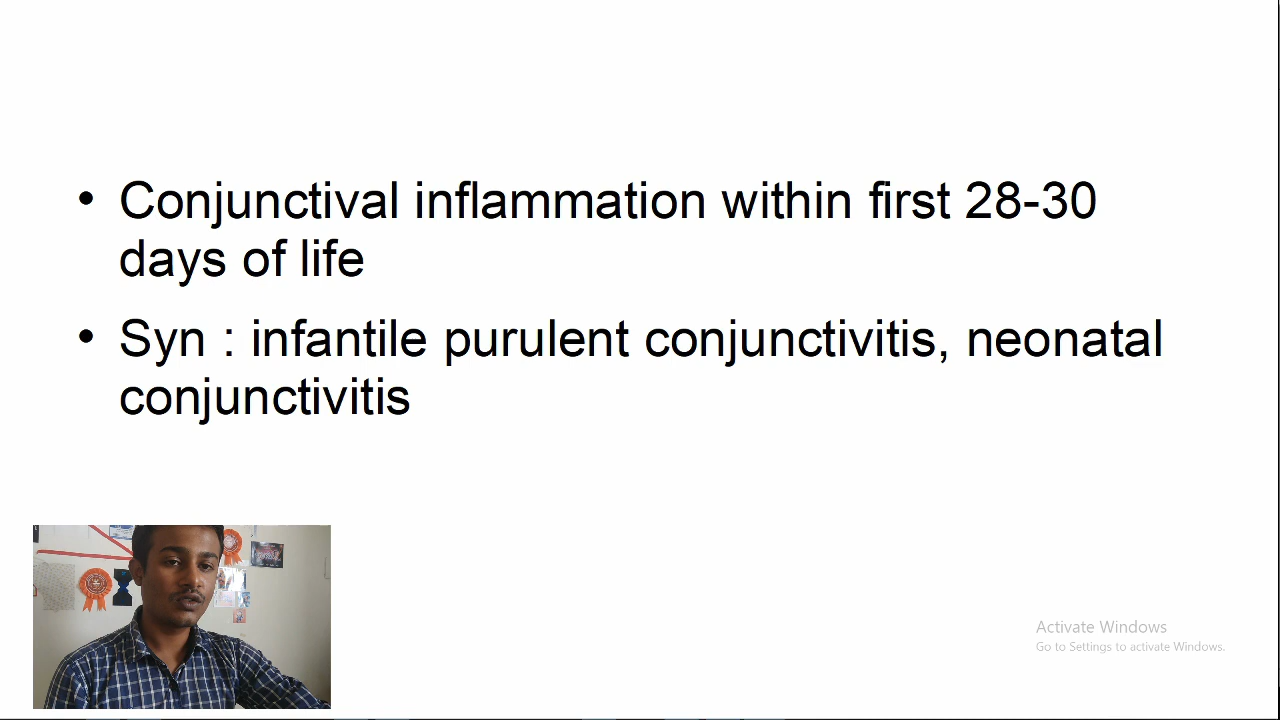 • Conjunctival inflammation within first 28-30
days of life
• Syn : infantile purulent conjunctivitis, neonatal
conjunctivitis
Activate Windows
Go to Settings to activate Windows.